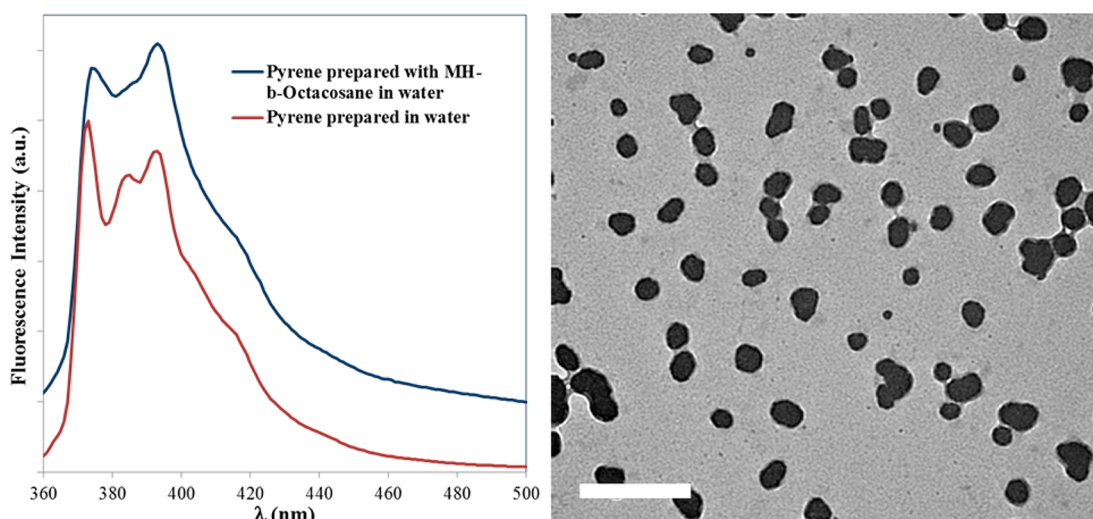 Fluorescence Intensity (a.u.)
Pyrene prepared with MH-
b-Octacosane in water
Pyrene prepared in water
360 380 400 420 440 460 480 500
λ (nm)